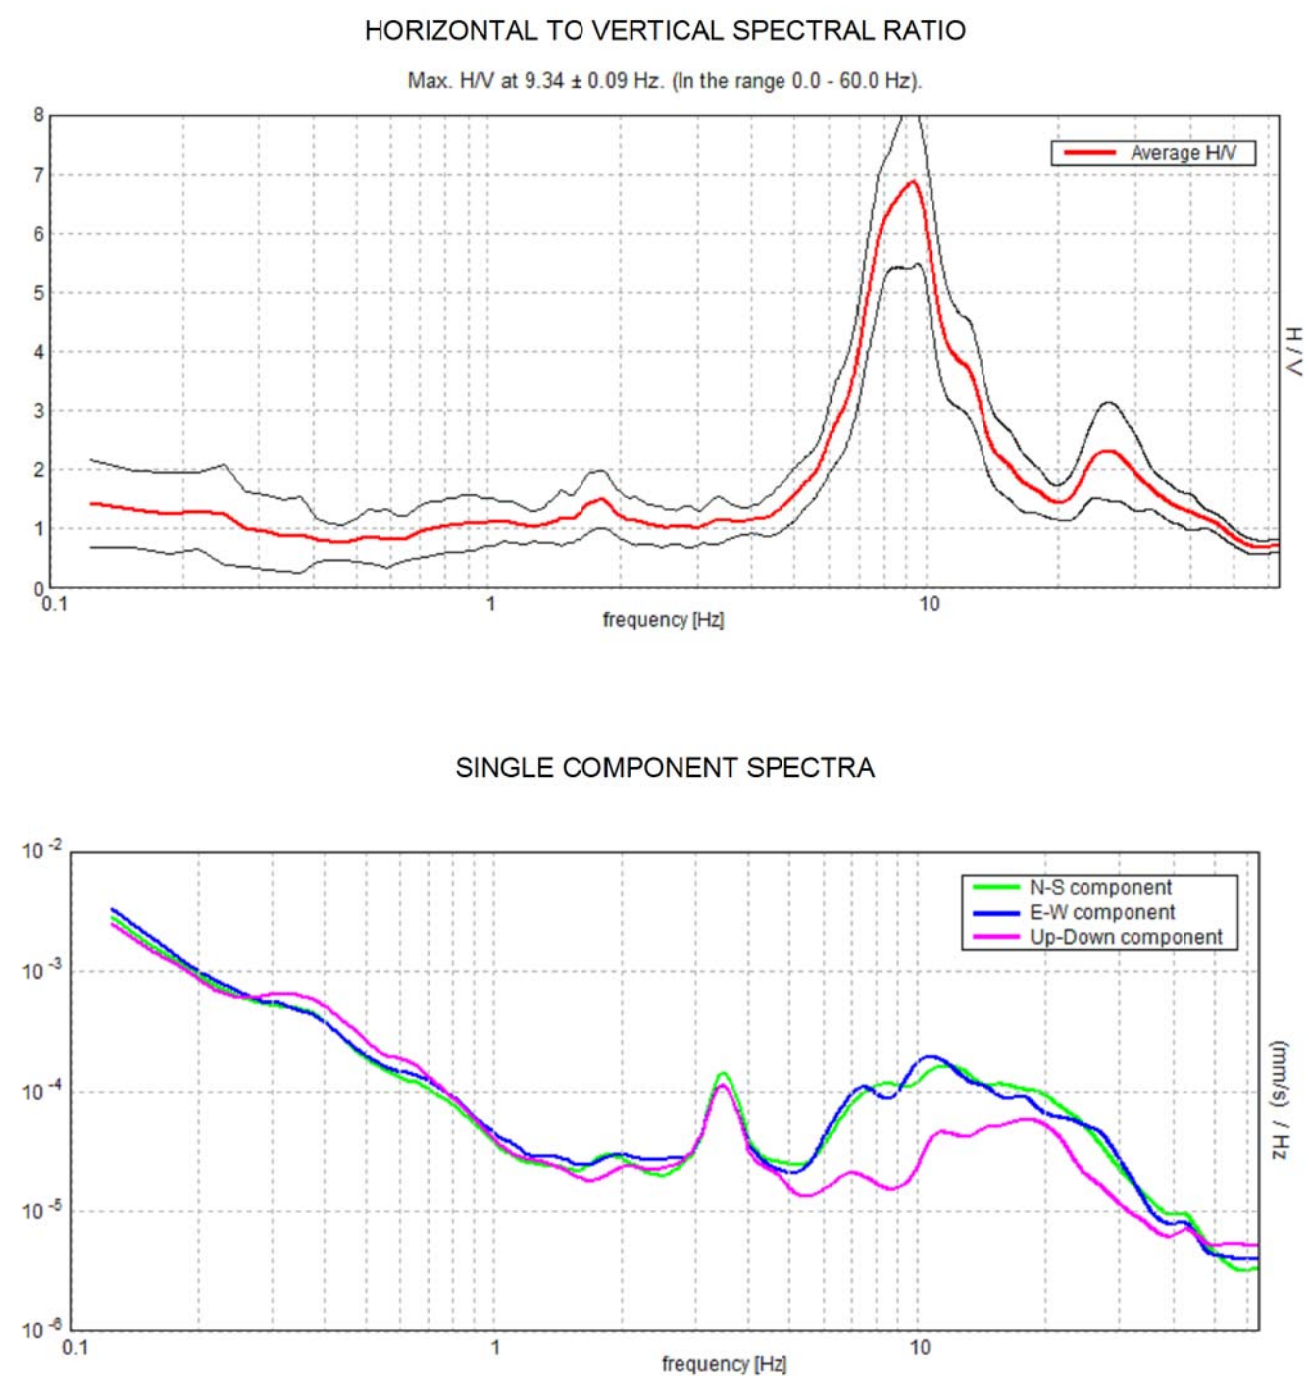 HORIZONTAL TO VERTICAL SPECTRAL RATIO
Max. H/V at 9.34 ± 0.09 Hz. (In the range 0.0 - 60.0 Hz).
8
7
6
5
4
3
2
1
0
Average H/V
H / V
0.1
1
10
frequency [Hz]
SINGLE COMPONENT SPECTRA
10 -2
10 -3
10 -4
10 -5
10 -6
N-S component
E-W component
Up-Down component
(mm/s) / Hz
0.1
1
10
frequency [Hz]